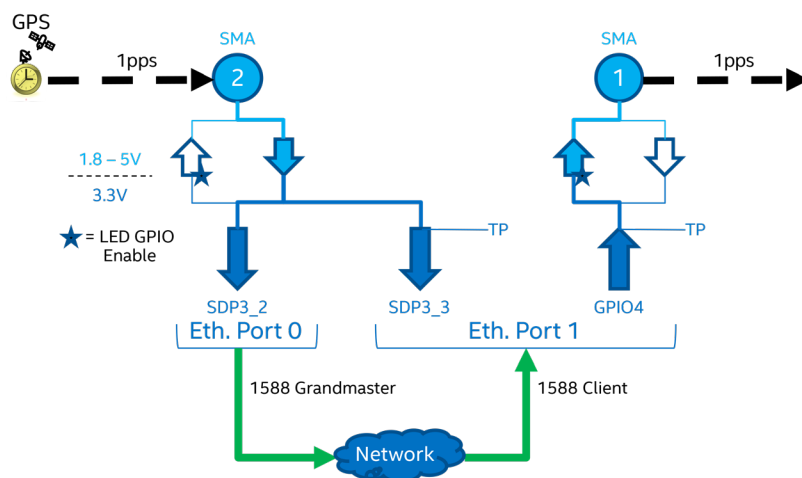 GPS
1pps
SMA
2
SMA
1
1pps
1.8 – 5V
3.3V
= LED GPIO
Enable
TP
TP
SDP3_2
SDP3_3
GPIO4
Eth. Port 0
Eth. Port 1
1588 Grandmaster
1588 Client
Network